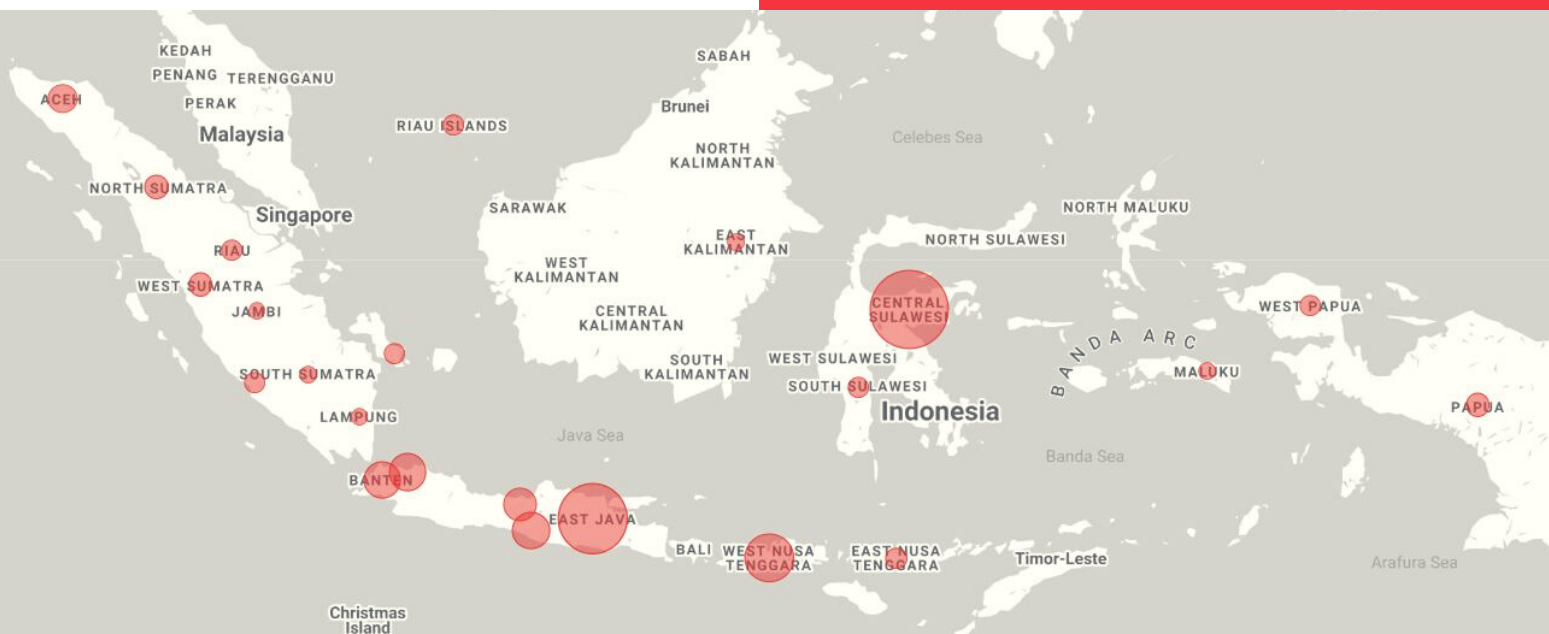 KEDAH
SABAH
PENANG
TERENGGANU
ACEH
PERAK
Brunei
Malaysia
RIAU ISLANDS
Celebes Sea
NORTH
KALIMANTAN
NORTH SUMATRA
SARAWAK
NORTH MALUKU
Singapore
EAST
KALIMANTAN
NORTH SULAWESI
RIAU
WEST
KALIMANTAN
WEST SUMATRA
CENTRAL
SULAWESI
WEST PAPUA
JAMBI
CENTRAL
KALIMANTAN
BANDA ARC
WEST SULAWESI
SOUTH
KALIMANTAN
SOUTH SUMATRA
MALUKU
SOUTH SULAWESI
Indonesia
PAPUA
LAMPUNG
Java Sea
Banda Sea
BANTEN
EAST JAVA
BALI
WEST NUSA
TENGGARA
EAST NUSA
TENGGARA
Timor-Leste
Arafura Sea
Christmas
Island